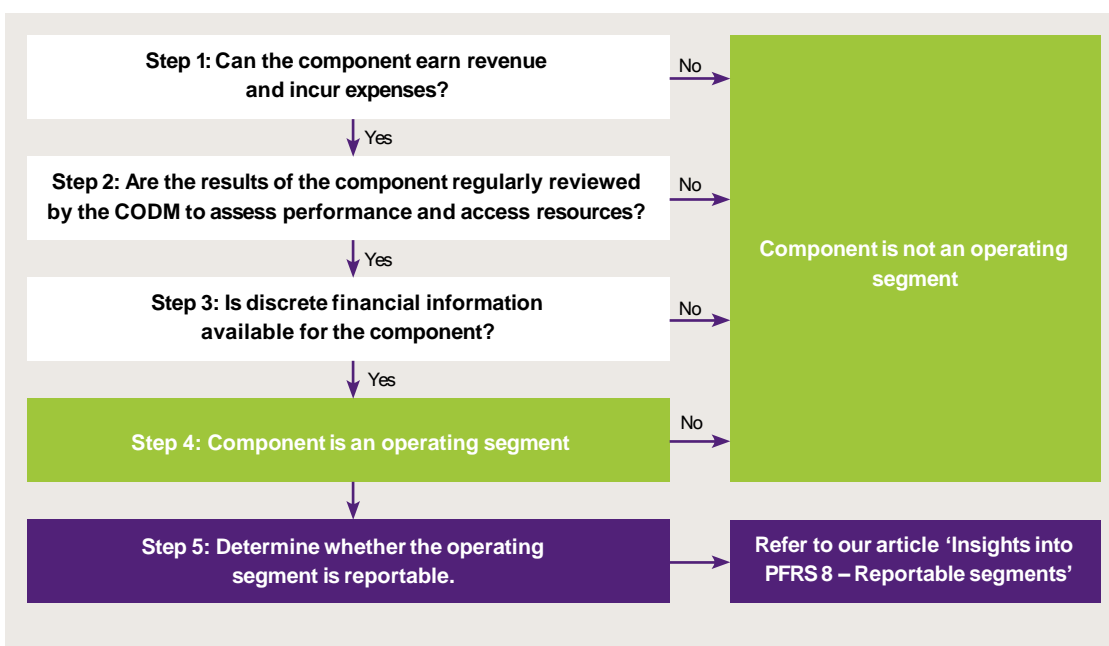 Step 1: Can the component earn revenue
and incur expenses?
No
Yes
Step 2: Are the results of the component regularly reviewed
by the CODM to assess performance and access resources?
No
Yes
Component is not an operating
segment
Step 3: Is discrete financial information
available for the component?
No
Yes
Step 4: Component is an operating segment
No
Step 5: Determine whether the operating
segment is reportable.
Refer to our article ‘Insights into
PFRS 8 – Reportable segments’